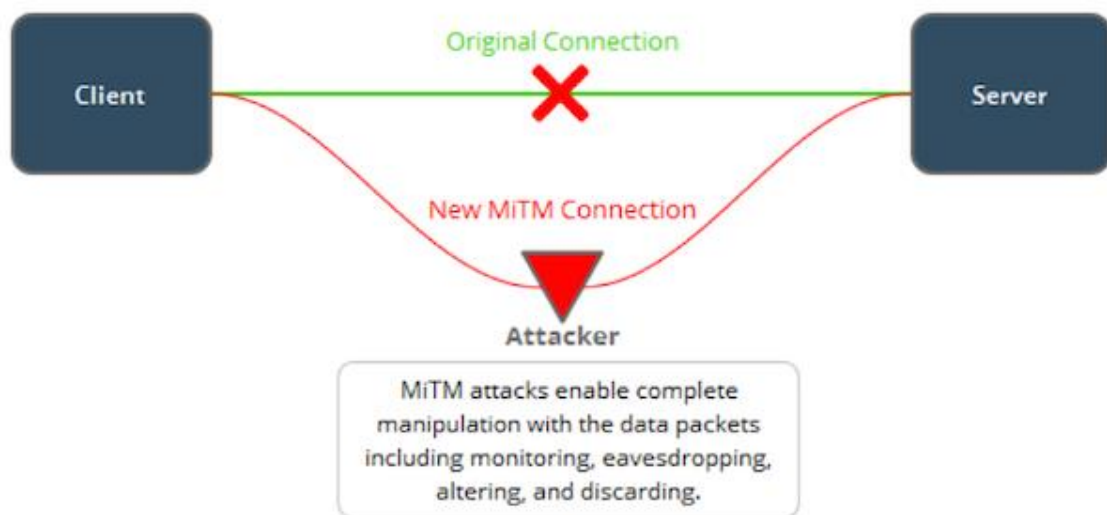 Original Connection
Client
Server
New MiTM Connection
Attacker
MiTM attacks enable complete
manipulation with the data packets
including monitoring, eavesdropping,
altering, and discarding.